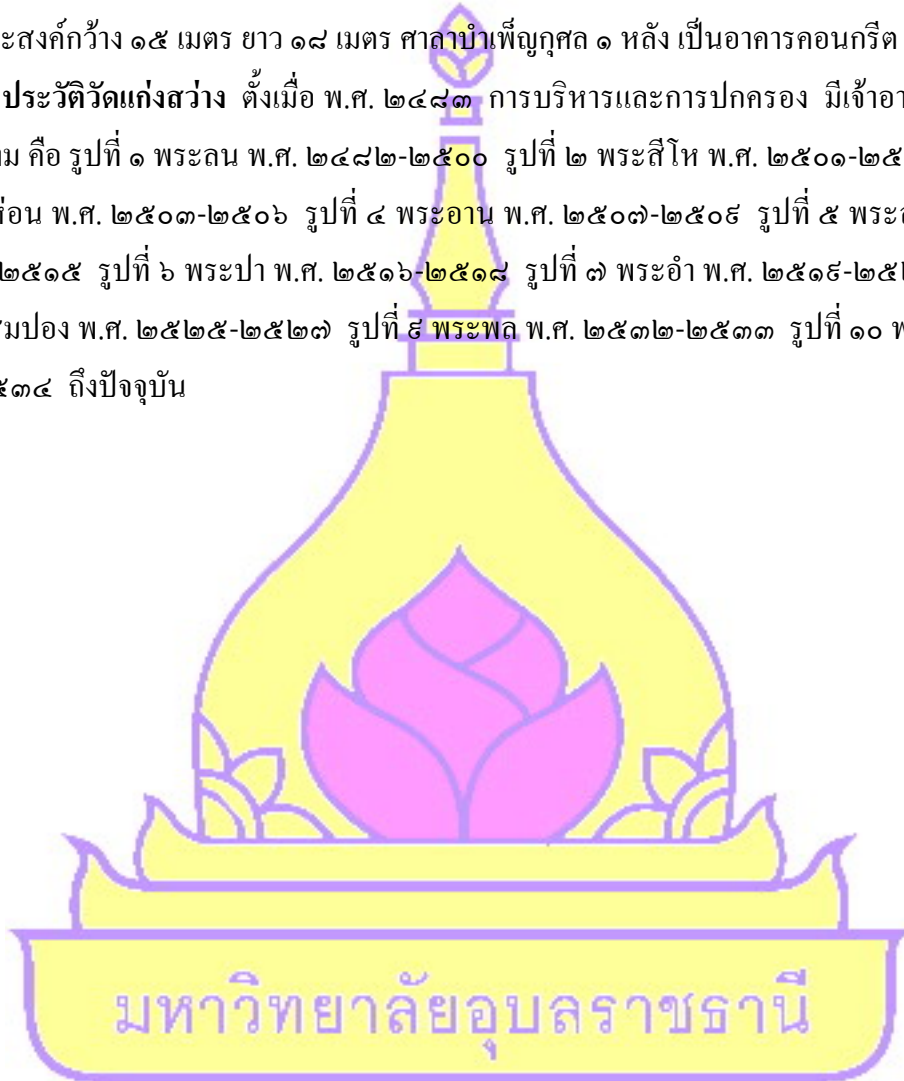 ะสงค์กว้าง ๑๕ เมตร ยาว ๑๘ เมตร ศาลาบำเพ็ญกุศล ๑ หลัง เป็นอาคารคอนกรีต
ประวัติวัดแก่งสว่าง ตั้งเมื่อ พ.ศ. ๒๔๘๓ การบริหารและการปกครอง มีเจ้าอา
าม คือ รูปที่ ๑ พระลน พ.ศ. ๒๔๘๒-๒๕๐๐ รูปที่ ๒ พระสีโห พ.ศ. ๒๕๐๑-๒๕
ห่อน พ.ศ. ๒๕๐๓-๒๕๐๖ รูปที่ ๔ พระอาน พ.ศ. ๒๕๐๗-๒๕๐๙ รูปที่ ๕ พระ
๒๕๑๕ รูปที่ ๖ พระปา พ.ศ. ๒๕๑๖-๒๕๑๘ รูปที่ ๗ พระอำ พ.ศ. ๒๕๑๙-๒๕
สมปอง พ.ศ. ๒๕๒๕-๒๕๒๗ รูปที่ ๙ พระพล พ.ศ. ๒๕๓๒-๒๕๓๓ รูปที่ ๑๐ พ
๕๓๔ ถึงปัจจุบัน
มหาวิทยาลัยอุบลราชธานี